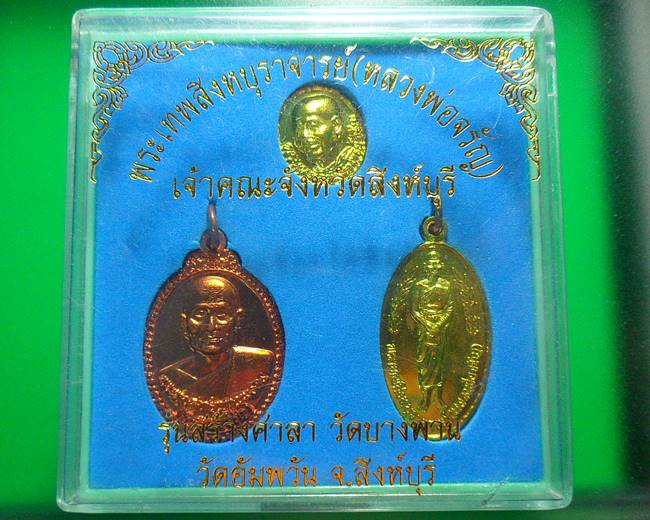 พระเทพสิงหบุราจารย์(หลวงพ่อจรัญ)
เจ้าคณะจังหวัดสิงห์บุรี
รุ่นสร้างศาลา วัดบางพาน
วัดอัมพวัน จ.สิงห์บุรี